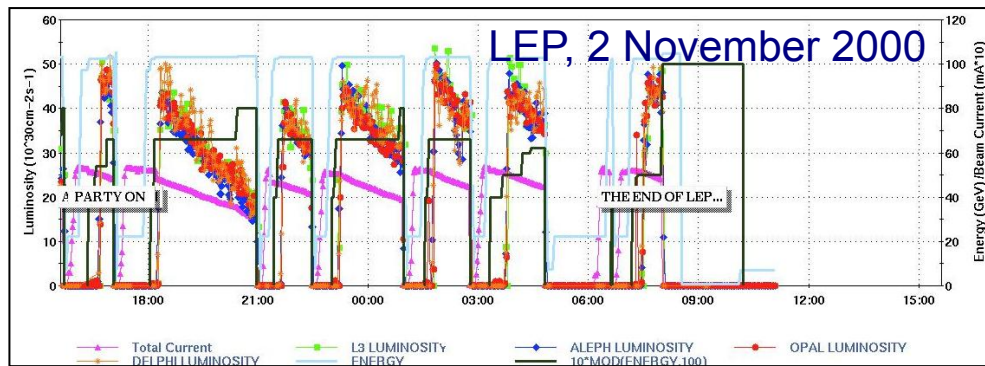 LEP, 2 November 2000
Luminosity (10^30cm-2s-1)
60
50
40
30
20
10
0
120
100
80
60
40
20
0
Energy (GeV) /Beam Current (mA*10)
PARTY ON
THE END OF LEP...
18:00 21:00 00:00 03:00 06:00 09:00 12:00 15:00
Total Current L3 LUMINOSITY ALEPH LUMINOSITY OPAL LUMINOSITY
DELPHI LUMINOSITY ENERGY 10*MOD(ENERGY,100)